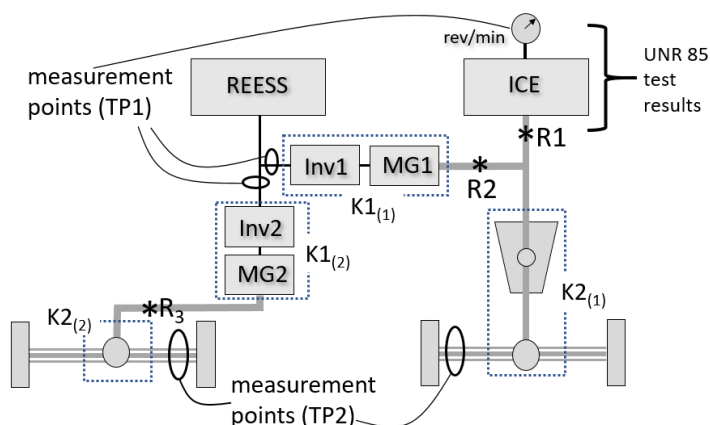 rev/min
UNR 85
test
results
measurement
points (TP1)
REESS
ICE
*R1
Inv1
MG1
*
R2
K1(1)
Inv2
MG2
K1(2)
K2(1)
K2(2)
*R3
measurement
points (TP2)